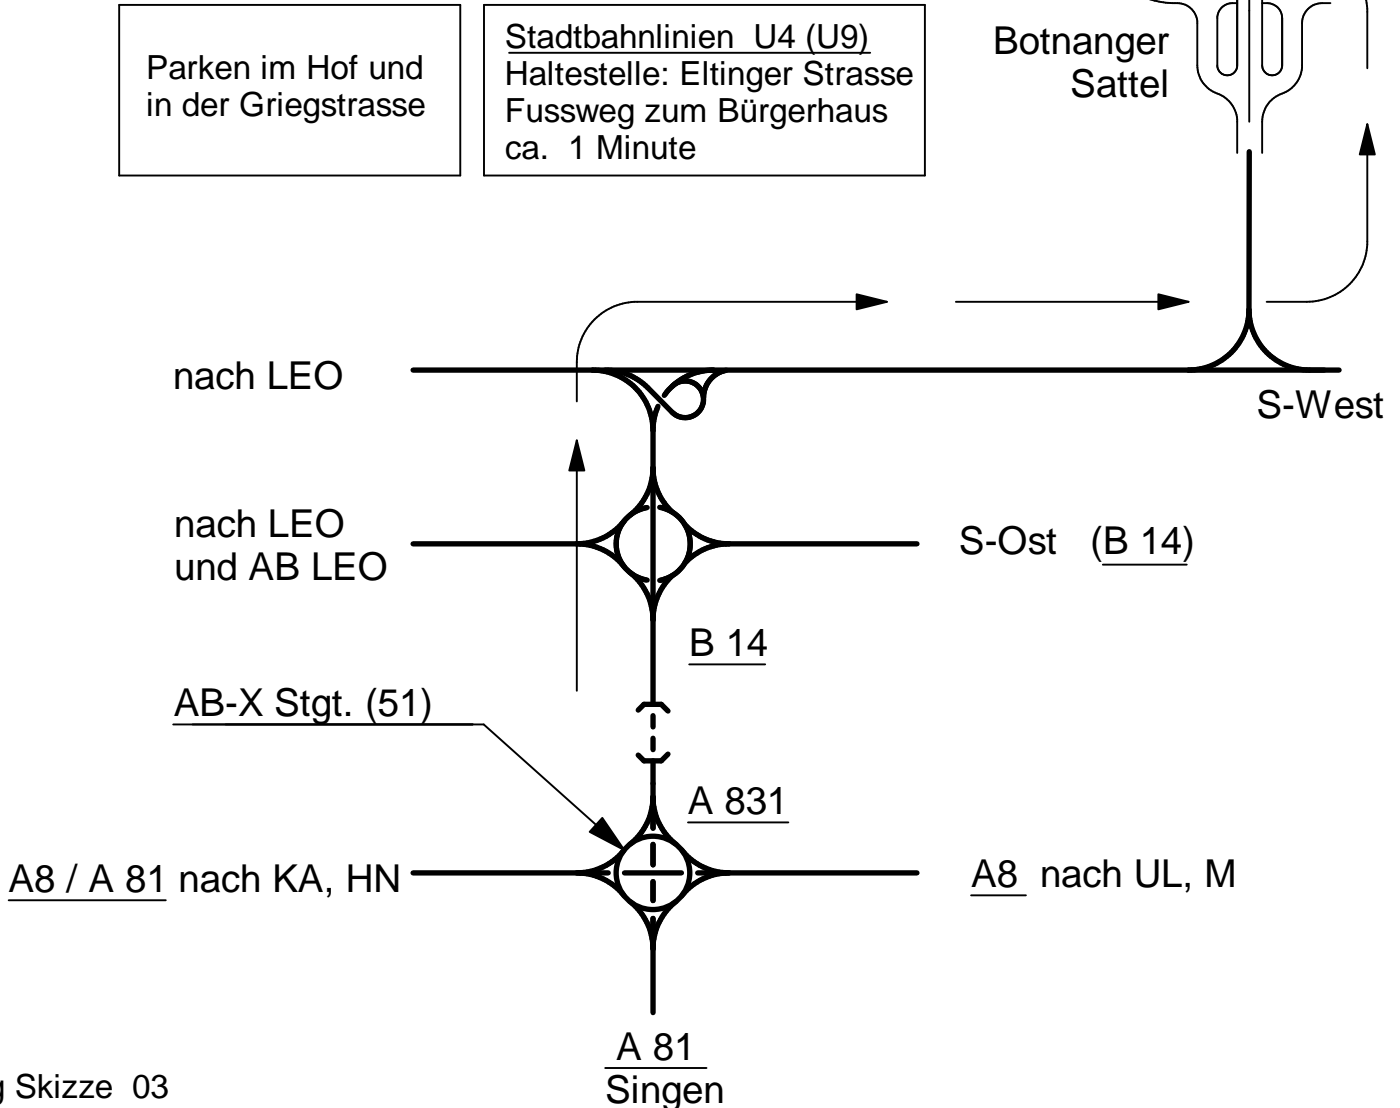 Parken im Hof und
in der Griegstrasse
Stadtbahnlinien U4 (U9)
Haltestelle: Eltinger Strasse
Fussweg zum Bürgerhaus
ca. 1 Minute
Botnanger
Sattel
nach LEO
S-West
nach LEO
und AB LEO
S-Ost (B 14)
B 14
AB-X Stgt. (51)
A 831
A8 / A 81 nach KA, HN
A8 nach UL, M
A 81
Singen
g Skizze 03